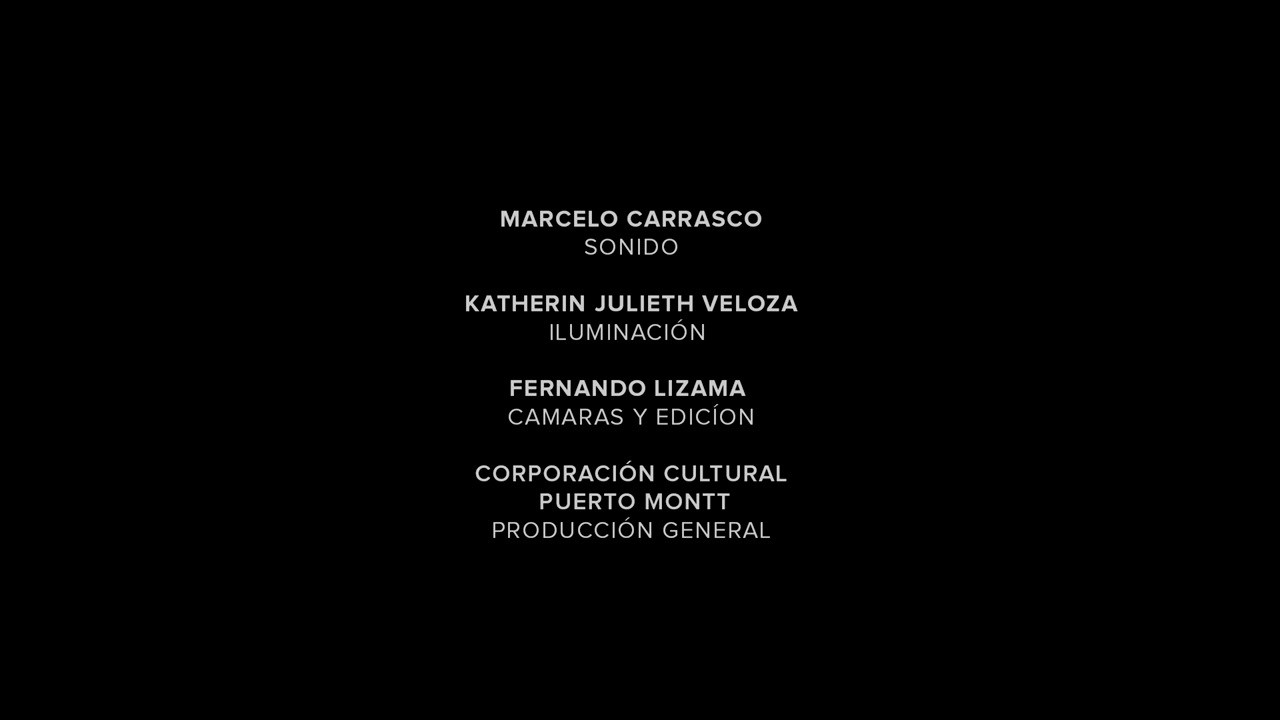 MARCELO CARRASCO
SONIDO
KATHERIN JULIETH VELOZA
ILUMINACIÓN
FERNANDO LIZAMA
CAMARAS Y EDICÍON
CORPORACIÓN CULTURAL
PUERTO MONTT
PRODUCCIÓN GENERAL